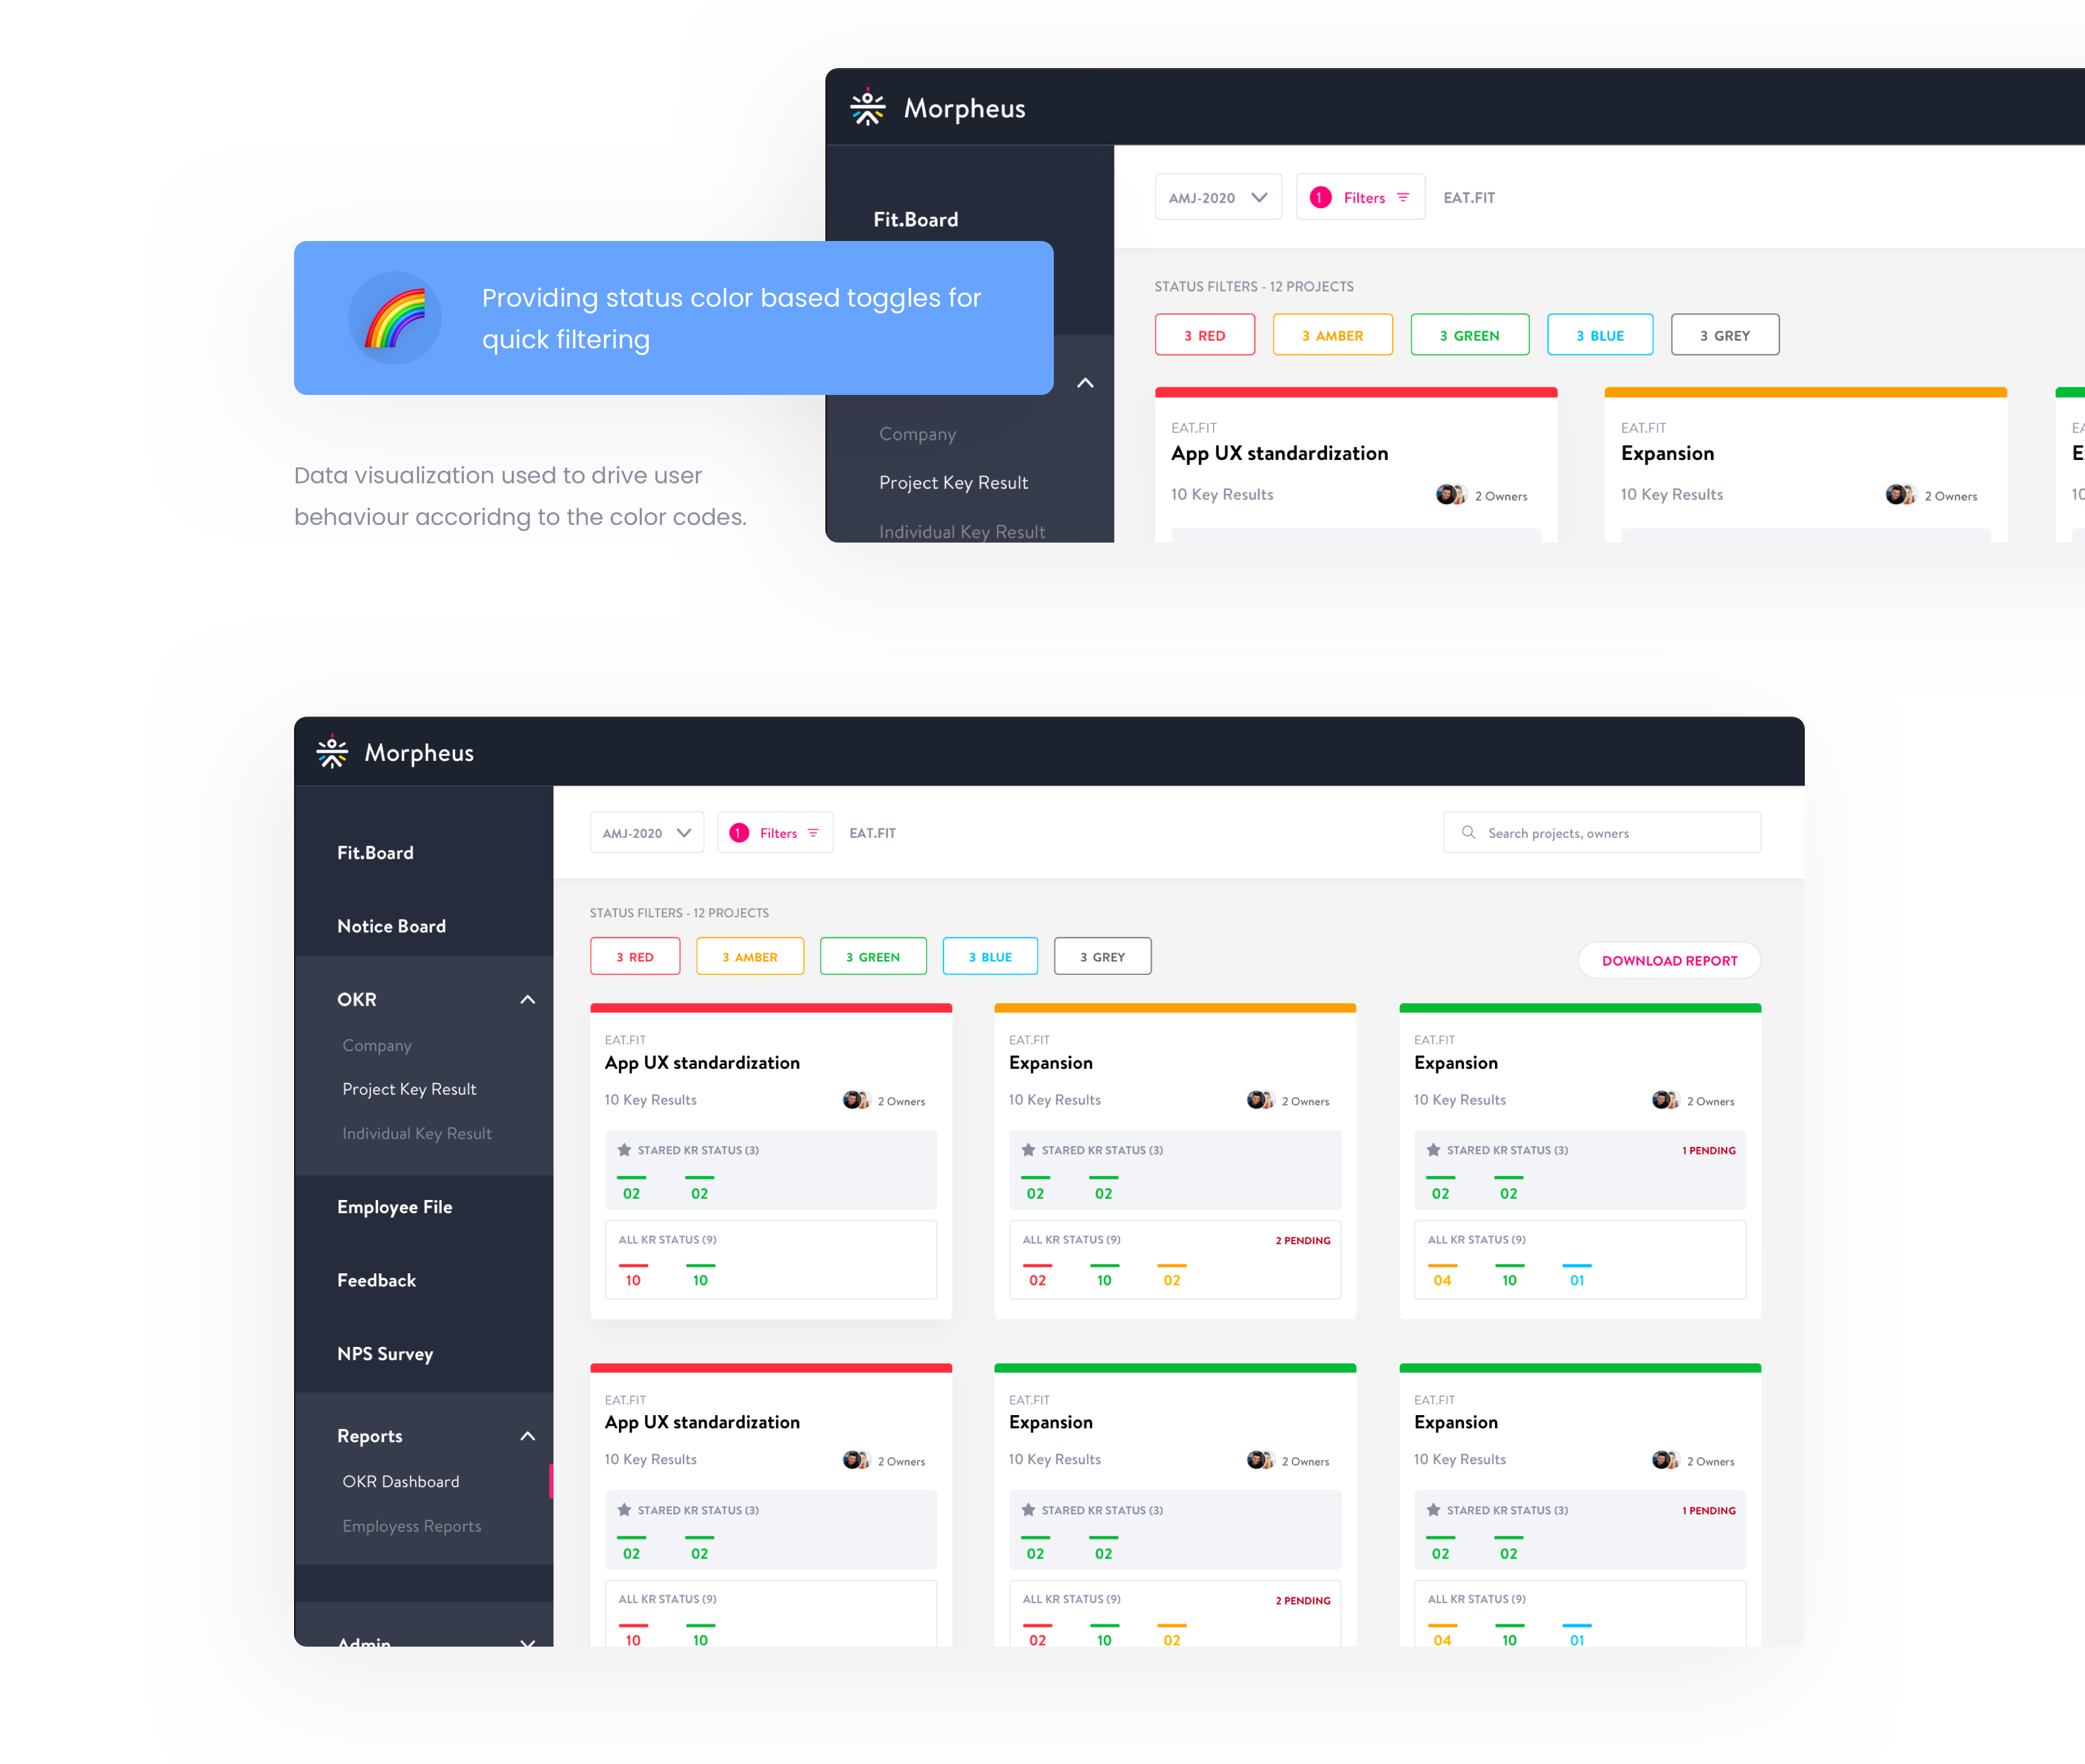 Morpheus
Fit.Board
AMJ-2020
1 Filters
EAT.FIT
Providing status color based toggles for
quick filtering
STATUS FILTERS - 12 PROJECTS
3 RED
3 AMBER
3 GREEN
3 BLUE
3 GREY
Data visualization used to drive user
behaviour accoridng to the color codes.
Company
Project Key Result
Individual Key Result
EAT.FIT
App UX standardization
10 Key Results
2 Owners
EAT.FIT
Expansion
10 Key Results
2 Owners
Morpheus
Fit.Board
Notice Board
OKR
Company
Project Key Result
Individual Key Result
Employee File
Feedback
NPS Survey
Reports
OKR Dashboard
Employess Reports
Admin
AMJ-2020
1 Filters
EAT.FIT
Search projects, owners
STATUS FILTERS - 12 PROJECTS
3 RED
3 AMBER
3 GREEN
3 BLUE
3 GREY
DOWNLOAD REPORT
EAT.FIT
App UX standardization
10 Key Results
2 Owners
STARED KR STATUS (3)
02 02
ALL KR STATUS (9)
10 10
EAT.FIT
Expansion
10 Key Results
2 Owners
STARED KR STATUS (3)
02 02
ALL KR STATUS (9)
2 PENDING
02 10 02
EAT.FIT
Expansion
10 Key Results
2 Owners
STARED KR STATUS (3)
1 PENDING
02 02
ALL KR STATUS (9)
04 10 01
EAT.FIT
App UX standardization
10 Key Results
2 Owners
STARED KR STATUS (3)
02 02
ALL KR STATUS (9)
10 10
EAT.FIT
Expansion
10 Key Results
2 Owners
STARED KR STATUS (3)
02 02
ALL KR STATUS (9)
2 PENDING
02 10 02
EAT.FIT
Expansion
10 Key Results
2 Owners
STARED KR STATUS (3)
1 PENDING
02 02
ALL KR STATUS (9)
04 10 01